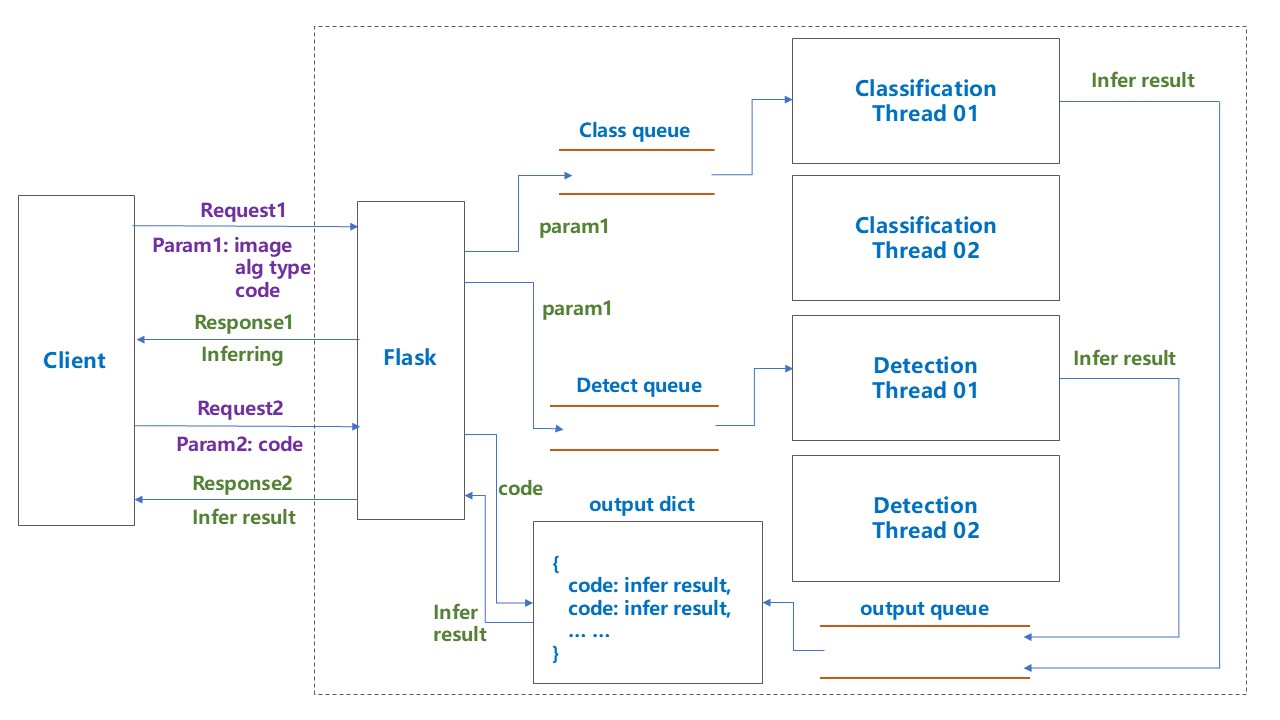 Client
Request1
Param1: image
alg type
code
Response1
Inferring
Request2
Param2: code
Response2
Infer result
Flask
param1
param1
code
Infer
result
Class queue
Detect queue
output dict
{
code: infer result,
code: infer result,
... ...
}
Classification
Thread 01
Infer result
Classification
Thread 02
Detection
Thread 01
Infer result
Detection
Thread 02
output queue